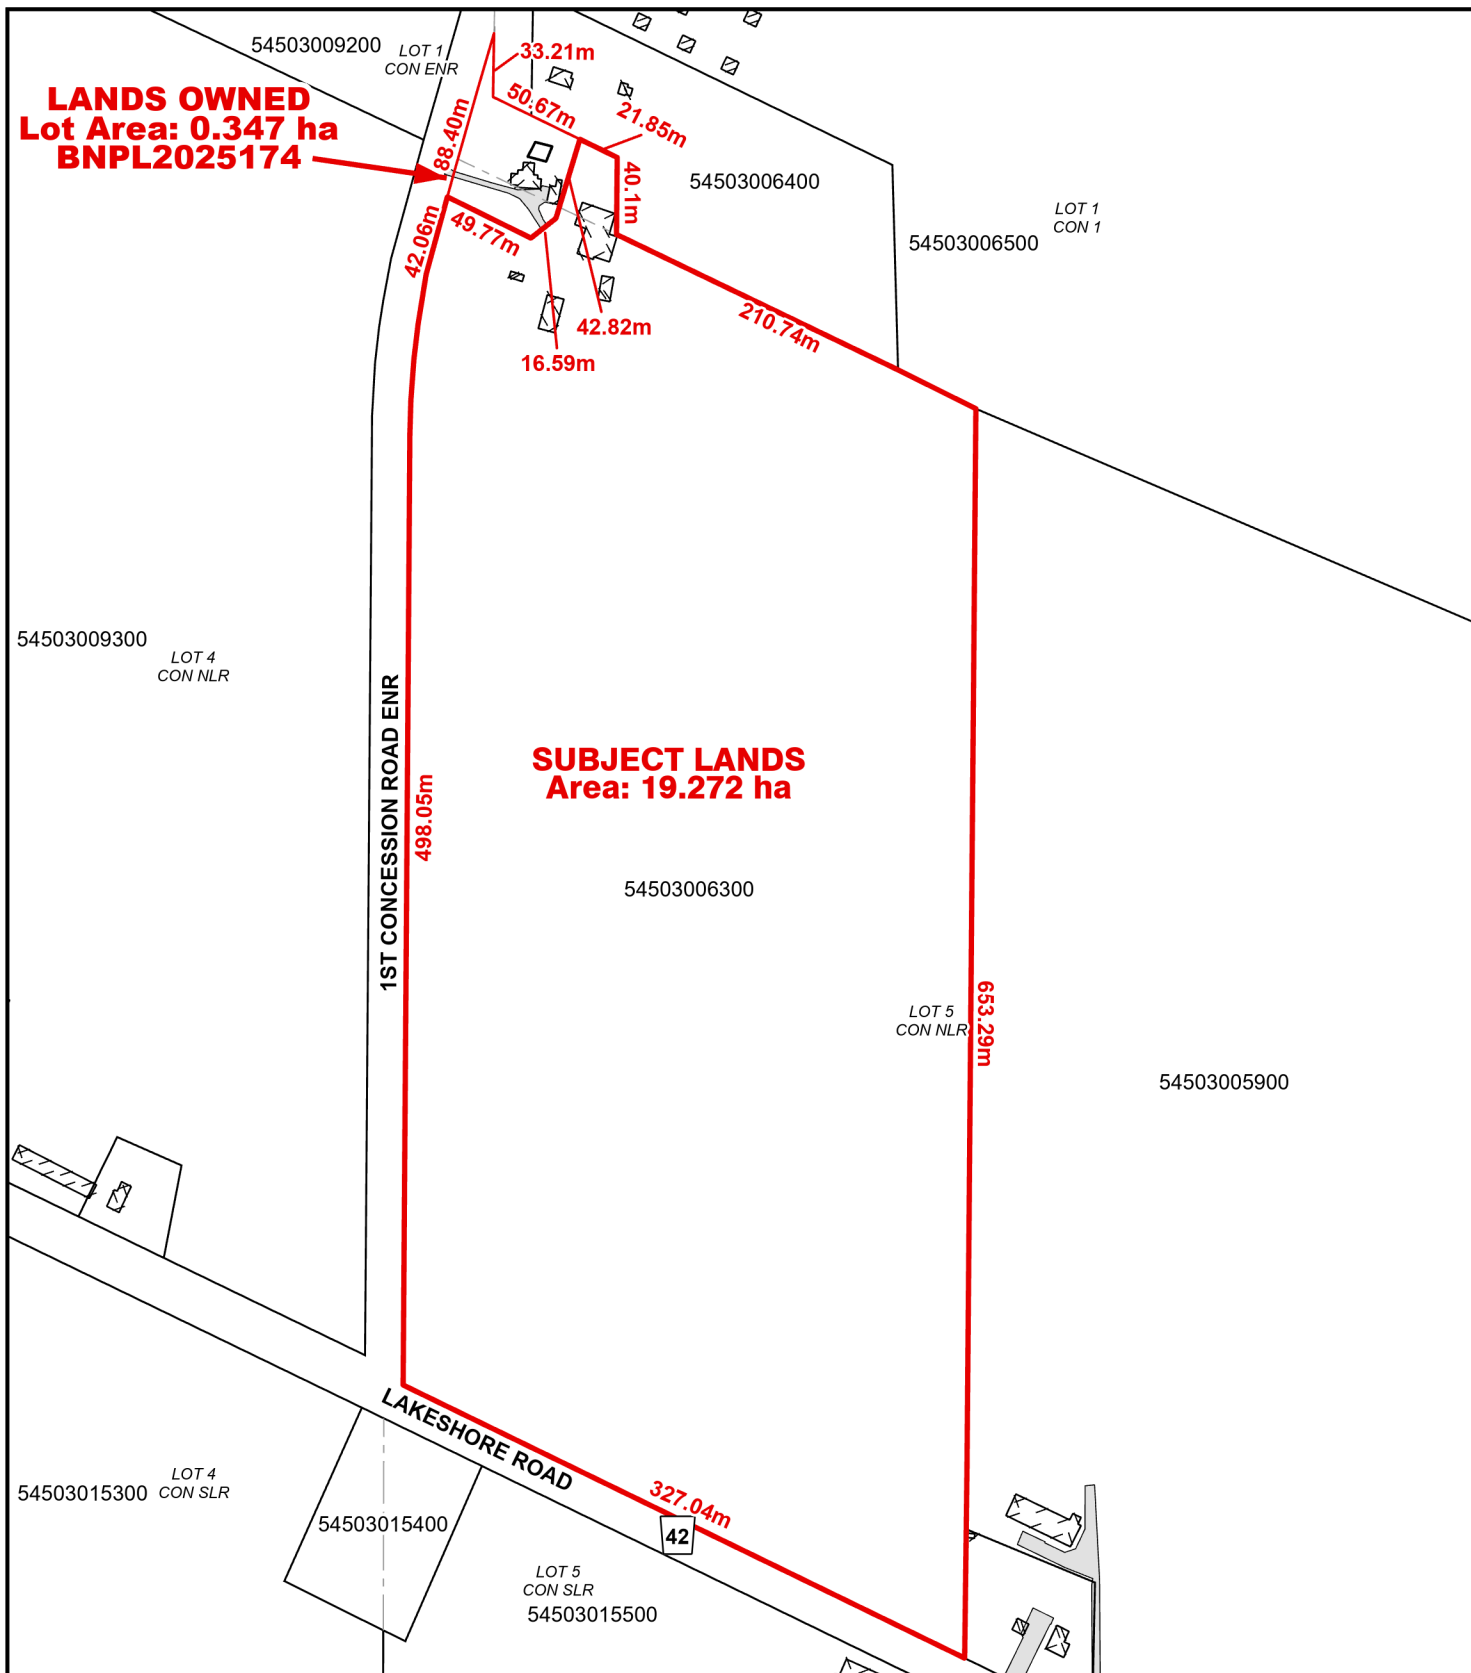 54503009200
LOT 1
CON ENR
33.21m
LANDS OWNED
Lot Area: 0.347 ha
BNPL2025174
88.40m
50.67m
21.85m
40.1m
54503006400
LOT 1
CON 1
54503006500
42.06m
49.77m
42.82m
16.59m
210.74m
54503009300
LOT 4
CON NLR
1ST CONCESSION ROAD ENR
498.05m
SUBJECT LANDS
Area: 19.272 ha
54503006300
LOT 5
CON NLR
653.29m
54503005900
LAKESHORE ROAD
327.04m
42
54503015300
LOT 4
CON SLR
54503015400
LOT 5
CON SLR
54503015500